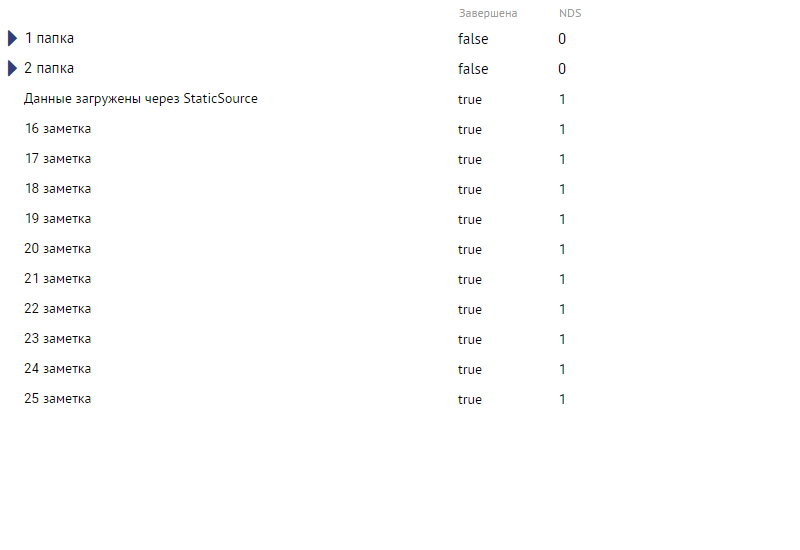 Завершена NDS
1 папка false 0
2 папка false 0
Данные загружены через StaticSource true 1
16 заметка true 1
17 заметка true 1
18 заметка true 1
19 заметка true 1
20 заметка true 1
21 заметка true 1
22 заметка true 1
23 заметка true 1
24 заметка true 1
25 заметка true 1